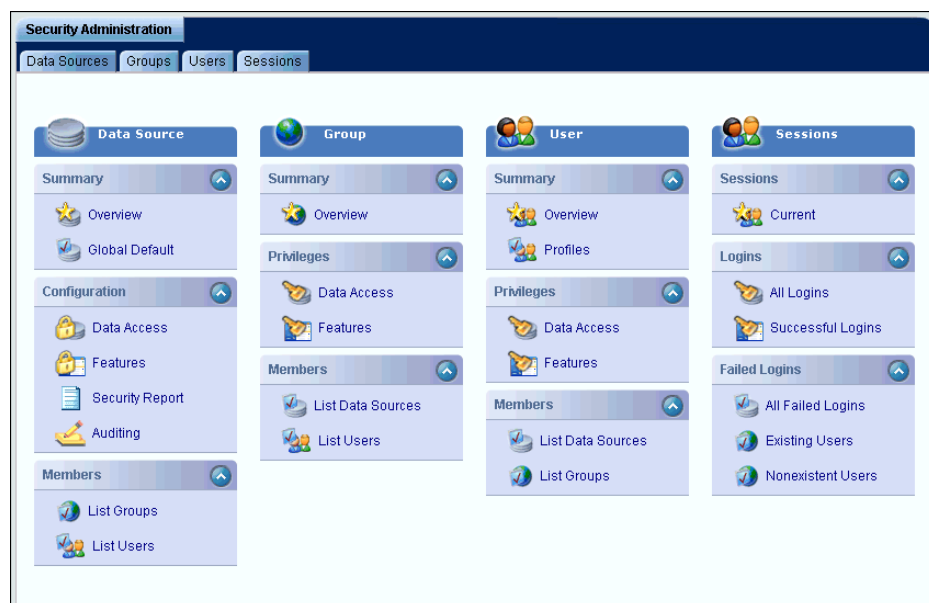 Security Administration
Data Sources
Groups
Users
Sessions
Data Source
Summary
Overview
Global Default
Configuration
Data Access
Features
Security Report
Auditing
Members
List Groups
List Users
Group
Summary
Overview
Privileges
Data Access
Features
Members
List Data Sources
List Users
User
Summary
Overview
Profiles
Privileges
Data Access
Features
Members
List Data Sources
List Groups
Sessions
Sessions
Current
Logins
All Logins
Successful Logins
Failed Logins
All Failed Logins
Existing Users
Nonexistent Users